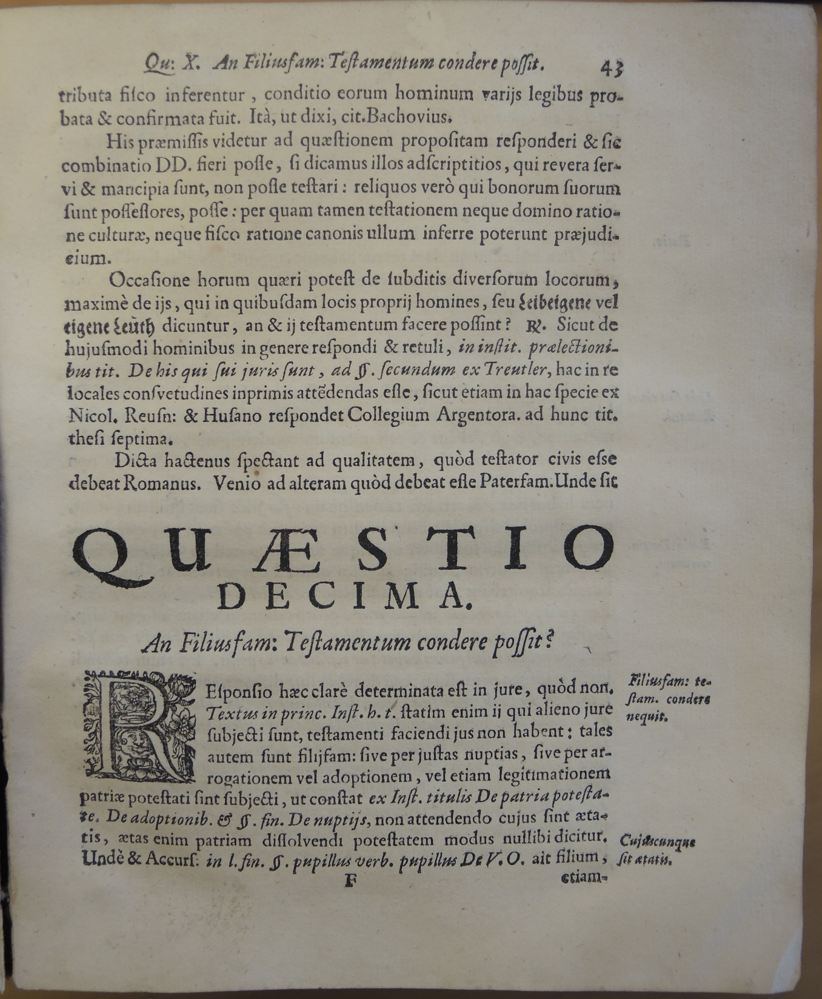 Qu: X. An Filiusfam: Teſtamentum condere poſſit. 43
tributa fiſco inferentur, conditio eorum hominum varijs legibus pro-
bata & confirmata fuit. Ità, ut dixi, cit. Bachovius.
His præmiſſis videtur ad quæſtionem propoſitam reſponderi & ſic
combinatio DD. fieri poſſe, ſi dicamus illos adſcriptitios, qui revera ſer-
vi & mancipia ſunt, non poſſe teſtari: reliquos verò qui bonorum ſuorum
ſunt poſſeſſores, poſſe: per quam tamen teſtationem neque domino ratio-
ne culturæ, neque fiſco ratione canonis ullum inferre poterunt præjudi-
cium.
Occaſione horum quæri poteſt de ſubditis diverſorum locorum,
maximè de ijs, qui in quibuſdam locis proprij homines, ſeu Leibeigene vel
eigene Leüth dicuntur, an & ij teſtamentum facere poſſint? ℟. Sicut de
hujuſmodi hominibus in genere reſpondi & retuli, in inſtit. prælectioni-
bus tit. De his qui ſui juris ſunt, ad §. ſecundum ex Treutler, hac in re
locales conſvetudines inprimis attẽdendas eſſe, ſicut etiam in hac ſpecie ex
Nicol. Reuſn: & Huſano reſpondet Collegium Argentora. ad hunc tit.
theſi ſeptima.
Dicta hactenus ſpectant ad qualitatem, quòd teſtator civis eſse
debeat Romanus. Venio ad alteram quòd debeat eſſe Paterfam. Unde ſit
QUÆSTIO
DECIMA.
An Filiusfam: Teſtamentum condere poſſit?
REſponſio hæc clarè determinata eſt in jure, quòd non.
Textus in princ. Inſt. h. t. ſtatim enim ij qui alieno jure
ſubjecti ſunt, teſtamenti faciendi jus non habent: tales
autem ſunt filijfam: ſive per juſtas nuptias, ſive per ar-
rogationem vel adoptionem, vel etiam legitimationem
patriæ poteſtati ſint ſubjecti, ut conſtat ex Inſt. titulis De patria poteſta-
te. De adoptionib. & §. fin. De nuptijs, non attendendo cujus ſint æta-
tis, ætas enim patriam diſſolvendi poteſtatem modus nullibi dicitur.
Undè & Accurſ: in l. fin. §. pupillus verb. pupillus De V. O. ait filium,
F etiam-
Filiusfam: te-
ſtam. condere
nequit.
Cujuscunque
ſit ætatis.